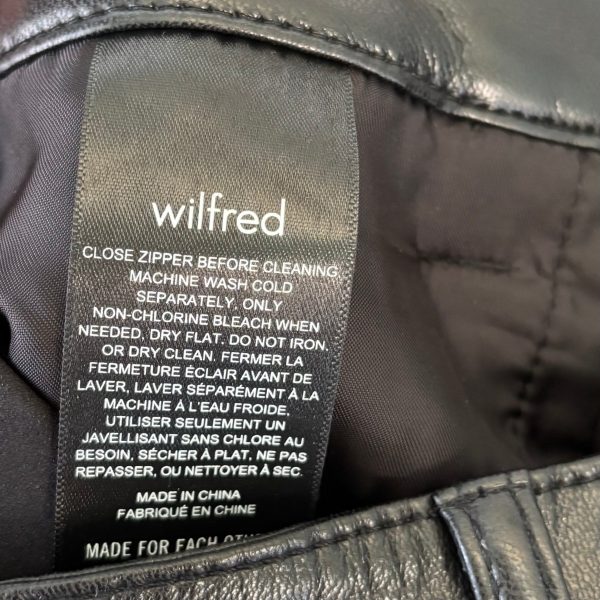 wilfred
CLOSE ZIPPER BEFORE CLEANING.
MACHINE WASH COLD
SEPARATELY, ONLY
NON-CHLORINE BLEACH WHEN
NEEDED, DRY FLAT. DO NOT IRON,
OR DRY CLEAN. FERMER LA
FERMETURE ÉCLAIR AVANT DE
LAVER, LAVER SÉPARÉMENT À LA
MACHINE À L'EAU FROIDE,
UTILISER SEULEMENT UN
JAVELLISANT SANS CHLORE AU
BESOIN, SÉCHER À PLAT, NE PAS
REPASSER, OU NETTOYER À SEC.
MADE IN CHINA
FABRIQUÉ EN CHINE
MADE FOR EACH